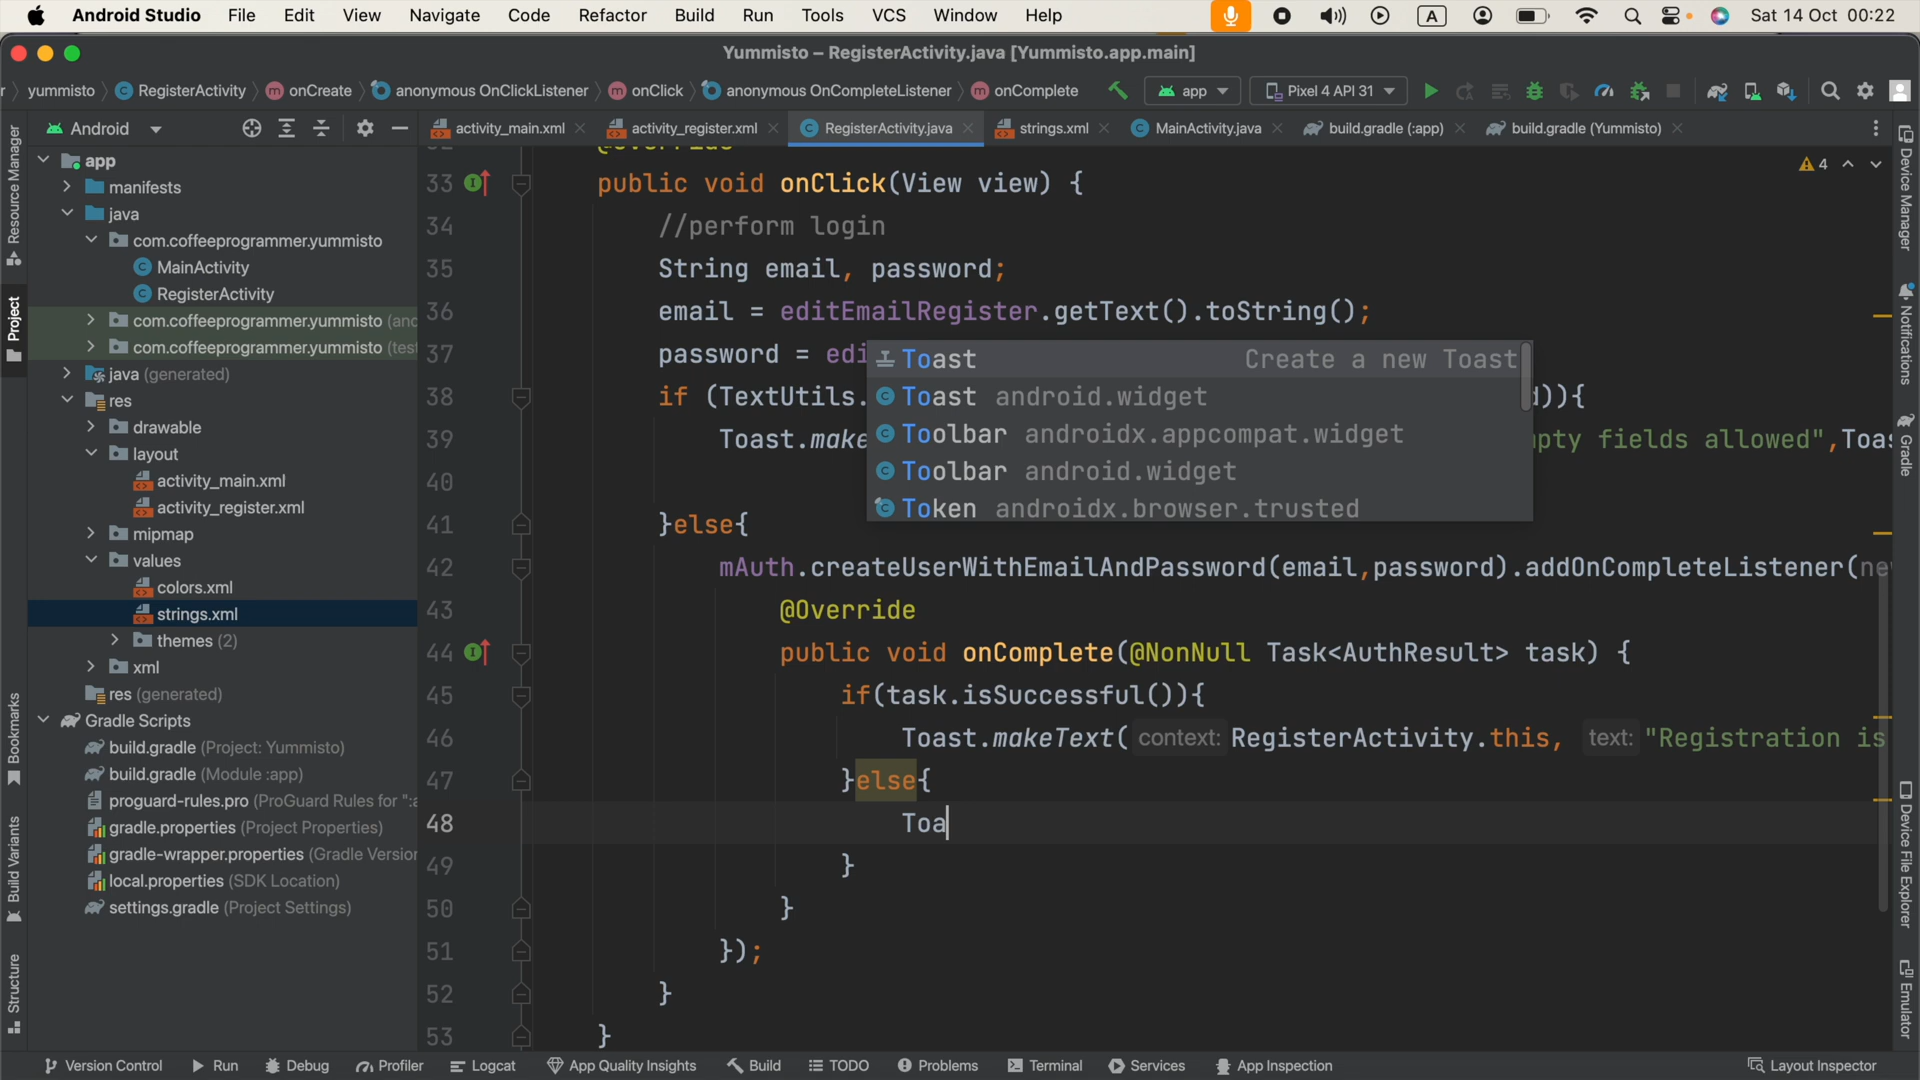 Android Studio File Edit View Navigate Code Refactor Build Run Tools VCS Window Help A Sat 14 Oct 00:22
Yummisto – RegisterActivity.java [Yummisto.app.main]
yummisto RegisterActivity onCreate anonymous OnClickListener onClick anonymous OnCompleteListener onComplete app Pixel 4 API 31
Android activity_main.xml activity_register.xml RegisterActivity.java strings.xml MainActivity.java build.gradle (:app) build.gradle (Yummisto)
Resource Manager
Project
Bookmarks
Build Variants
Structure
app
manifests
java
com.coffeeprogrammer.yummisto
MainActivity
RegisterActivity
com.coffeeprogrammer.yummisto (and
com.coffeeprogrammer.yummisto (test
java (generated)
res
drawable
layout
activity_main.xml
activity_register.xml
mipmap
values
colors.xml
strings.xml
themes (2)
xml
res (generated)
Gradle Scripts
build.gradle (Project: Yummisto)
build.gradle (Module :app)
proguard-rules.pro (ProGuard Rules for ":a
gradle.properties (Project Properties)
gradle-wrapper.properties (Gradle Version
local.properties (SDK Location)
settings.gradle (Project Settings)
4
33 public void onClick(View view) {
34 //perform login
35 String email, password;
36 email = editEmailRegister.getText().toString();
37 password = edi
38 if (TextUtils. d)){
39 Toast.make mpty fields allowed",Toas
40
41 }else{
42 mAuth.createUserWithEmailAndPassword(email,password).addOnCompleteListener(new
43 @Override
44 public void onComplete(@NonNull Task<AuthResult> task) {
45 if(task.isSuccessful()){
46 Toast.makeText( context: RegisterActivity.this, text: "Registration is
47 }else{
48 Toa
49 }
50 }
51 });
52 }
53 }
Toast Create a new Toast
Toast android.widget
Toolbar androidx.appcompat.widget
Toolbar android.widget
Token androidx.browser.trusted
Device Manager
Notifications
Gradle
Device File Explorer
Emulator
Version Control Run Debug Profiler Logcat App Quality Insights Build TODO Problems Terminal Services App Inspection Layout Inspector